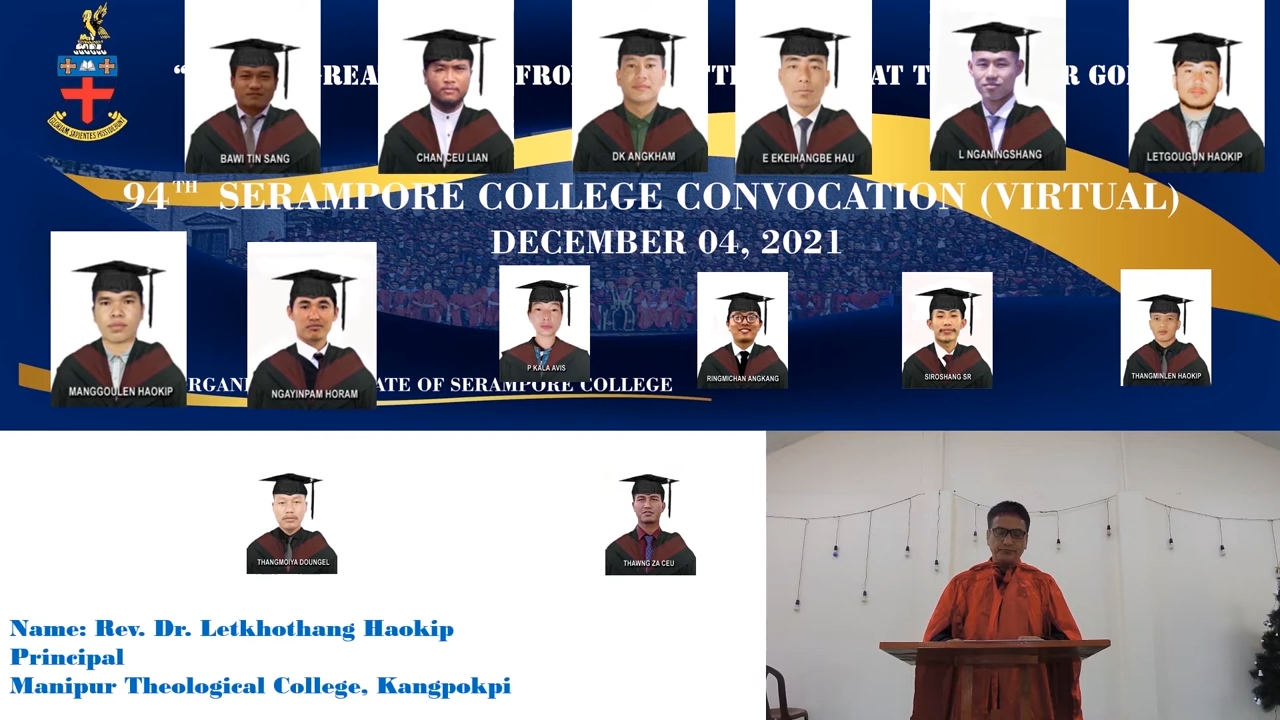 BAWI TIN SANG
CHAN CEU LIAN
DK ANGKHAM
E EKEIHANGBE HAU
L NGANINGSHANG
LETGOUGUN HAOKIP
94TH SERAMPORE COLLEGE CONVOCATION (VIRTUAL)
DECEMBER 04, 2021
MANGGOULEN HAOKIP
NGAYINPAM HORAM
P KALA AVIS
RINGMICHAN ANGKANG
SIROSHANG SR
THANGMINLEN HAOKIP
OF SERAMPORE COLLEGE
THANGMOIYA DOUNGEL
THAWNG ZA CEU
Name: Rev. Dr. Letkhothang Haokip
Principal
Manipur Theological College, Kangpokpi